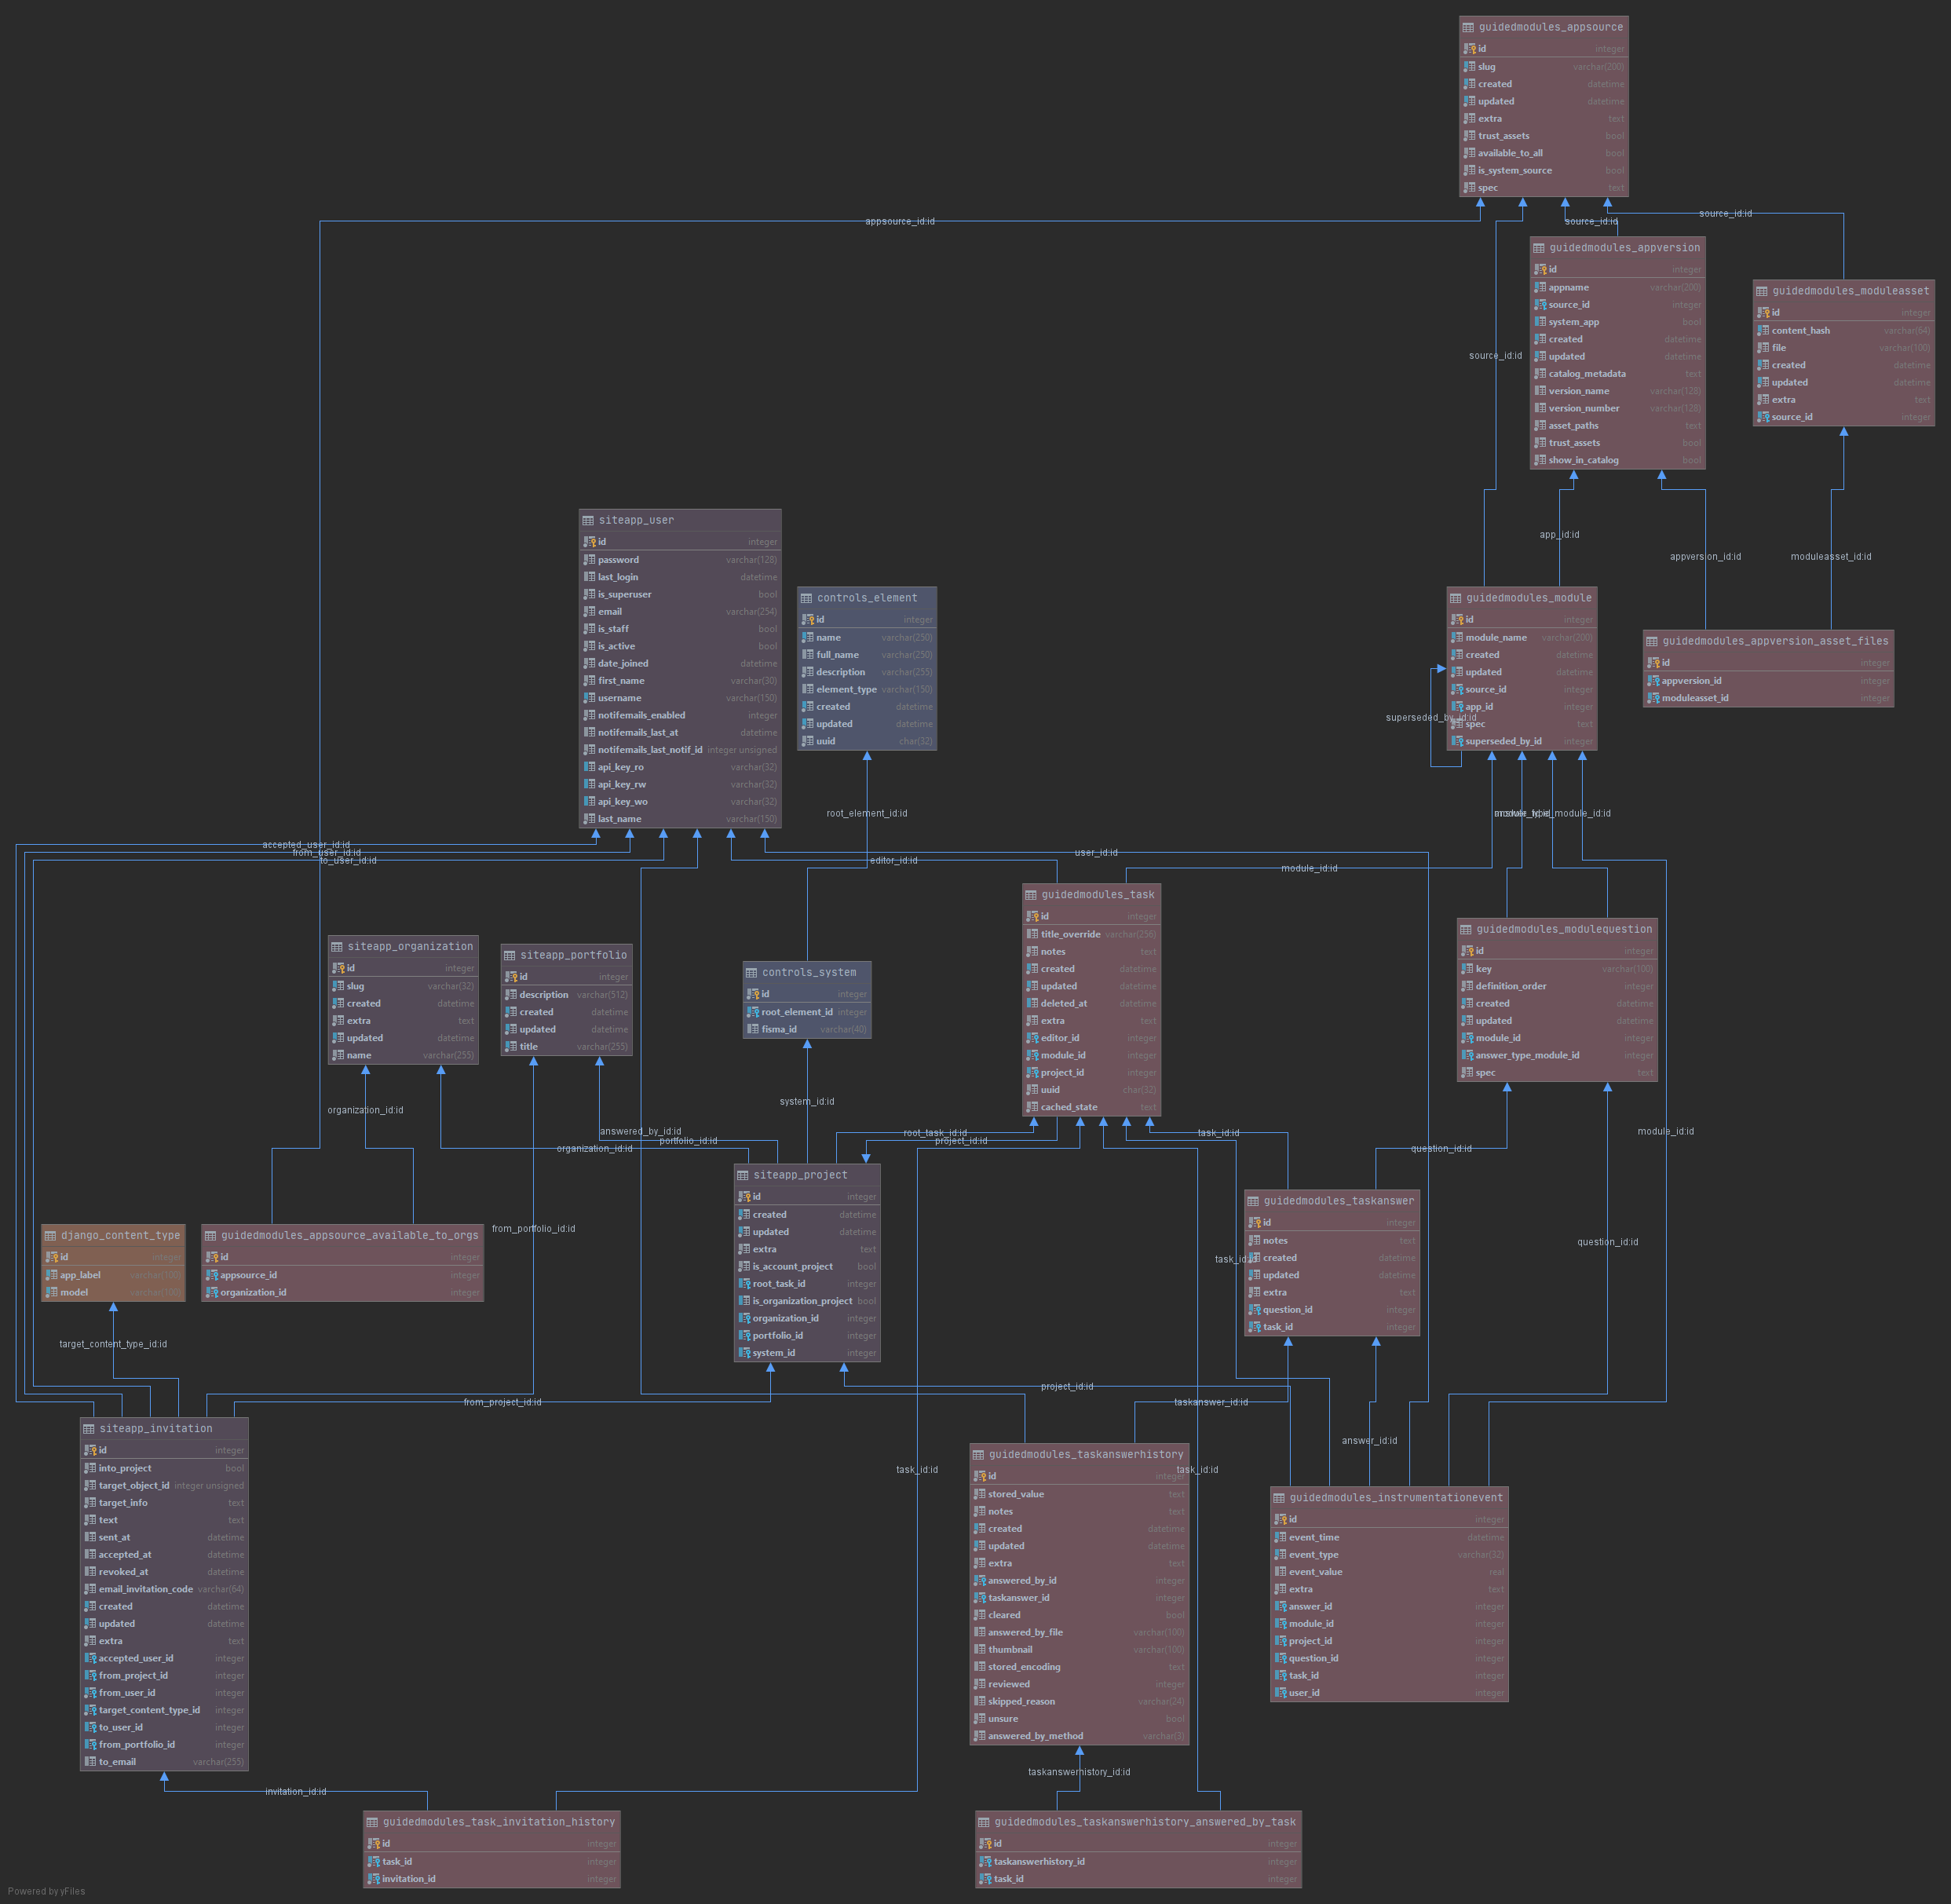 guidedmodules_appsource
id integer
slug varchar(200)
created datetime
updated datetime
extra text
trust_assets bool
available_to_all bool
is_system_source bool
spec text
appsource_id:id
source_id:id
source_id:id
source_id:id
guidedmodules_appversion
id integer
appname varchar(200)
source_id integer
system_app bool
created datetime
updated datetime
catalog_metadata text
version_name varchar(128)
version_number varchar(128)
asset_paths text
trust_assets bool
show_in_catalog bool
guidedmodules_moduleasset
id integer
content_hash varchar(64)
file varchar(100)
created datetime
updated datetime
extra text
source_id integer
app_id:id
appversion_id:id
moduleasset_id:id
siteapp_user
id integer
password varchar(128)
last_login datetime
is_superuser bool
email varchar(254)
is_staff bool
is_active bool
date_joined datetime
first_name varchar(30)
username varchar(150)
notifemails_enabled integer
notifemails_last_at datetime
notifemails_last_notif_id integer unsigned
api_key_ro varchar(32)
api_key_rw varchar(32)
api_key_wo varchar(32)
last_name varchar(150)
controls_element
id integer
name varchar(250)
full_name varchar(250)
description varchar(255)
element_type varchar(150)
created datetime
updated datetime
uuid char(32)
guidedmodules_module
id integer
module_name varchar(200)
created datetime
updated datetime
source_id integer
app_id integer
spec text
superseded_by_id integer
superseded_by_id:id
guidedmodules_appversion_asset_files
id integer
appversion_id integer
moduleasset_id integer
root_element_id:id
accepted_user_id:id
from_user_id:id
to_user_id:id
editor_id:id
user_id:id
module_id:id
guidedmodules_task
id integer
title_override varchar(256)
notes text
created datetime
updated datetime
deleted_at datetime
extra text
editor_id integer
module_id integer
project_id integer
uuid char(32)
cached_state text
guidedmodules_modulequestion
id integer
key varchar(100)
definition_order integer
created datetime
updated datetime
module_id integer
answer_type_module_id integer
spec text
siteapp_organization
id integer
slug varchar(32)
created datetime
extra text
updated datetime
name varchar(255)
siteapp_portfolio
id integer
description varchar(512)
created datetime
updated datetime
title varchar(255)
controls_system
id integer
root_element_id integer
fisma_id varchar(40)
organization_id:id
system_id:id
answered_by_id:id
portfolio_id:id
organization_id:id
root_task_id:id
project_id:id
task_id:id
question_id:id
module_id:id
siteapp_project
id integer
created datetime
updated datetime
extra text
is_account_project bool
root_task_id integer
is_organization_project bool
organization_id integer
portfolio_id integer
system_id integer
guidedmodules_taskanswer
id integer
notes text
created datetime
updated datetime
extra text
question_id integer
task_id integer
django_content_type
id integer
app_label varchar(100)
model varchar(100)
guidedmodules_appsource_available_to_orgs
id integer
appsource_id integer
organization_id integer
from_portfolio_id:id
question_id:id
target_content_type_id:id
from_project_id:id
project_id:id
taskanswer_id:id
answer_id:id
task_id:id
task_id:id
siteapp_invitation
id integer
into_project bool
target_object_id integer unsigned
target_info text
text text
sent_at datetime
accepted_at datetime
revoked_at datetime
email_invitation_code varchar(64)
created datetime
updated datetime
extra text
accepted_user_id integer
from_project_id integer
from_user_id integer
target_content_type_id integer
to_user_id integer
from_portfolio_id integer
to_email varchar(255)
guidedmodules_taskanswerhistory
id integer
stored_value text
notes text
created datetime
updated datetime
extra text
answered_by_id integer
taskanswer_id integer
cleared bool
answered_by_file varchar(100)
thumbnail varchar(100)
stored_encoding text
reviewed integer
skipped_reason varchar(24)
unsure bool
answered_by_method varchar(3)
guidedmodules_instrumentationevent
id integer
event_time datetime
event_type varchar(32)
event_value real
extra text
answer_id integer
module_id integer
project_id integer
question_id integer
task_id integer
user_id integer
invitation_id:id
taskanswerhistory_id:id
guidedmodules_task_invitation_history
id integer
task_id integer
invitation_id integer
guidedmodules_taskanswerhistory_answered_by_task
id integer
taskanswerhistory_id integer
task_id integer
Powered by yFiles